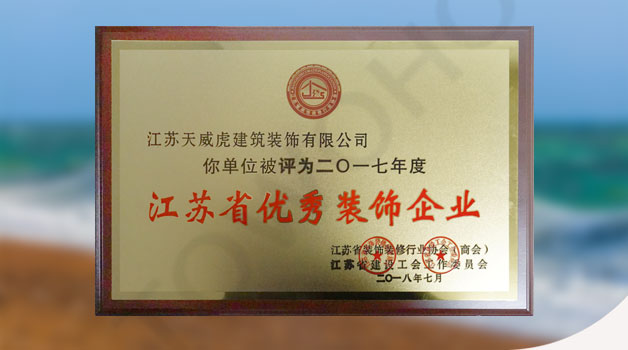 江苏天威虎建筑装饰有限公司
你单位被评为二〇一七年度
江苏省优秀装饰企业
江苏省装饰装修行业协会（商会）
江苏省建设工会工作委员会
二〇一八年七月